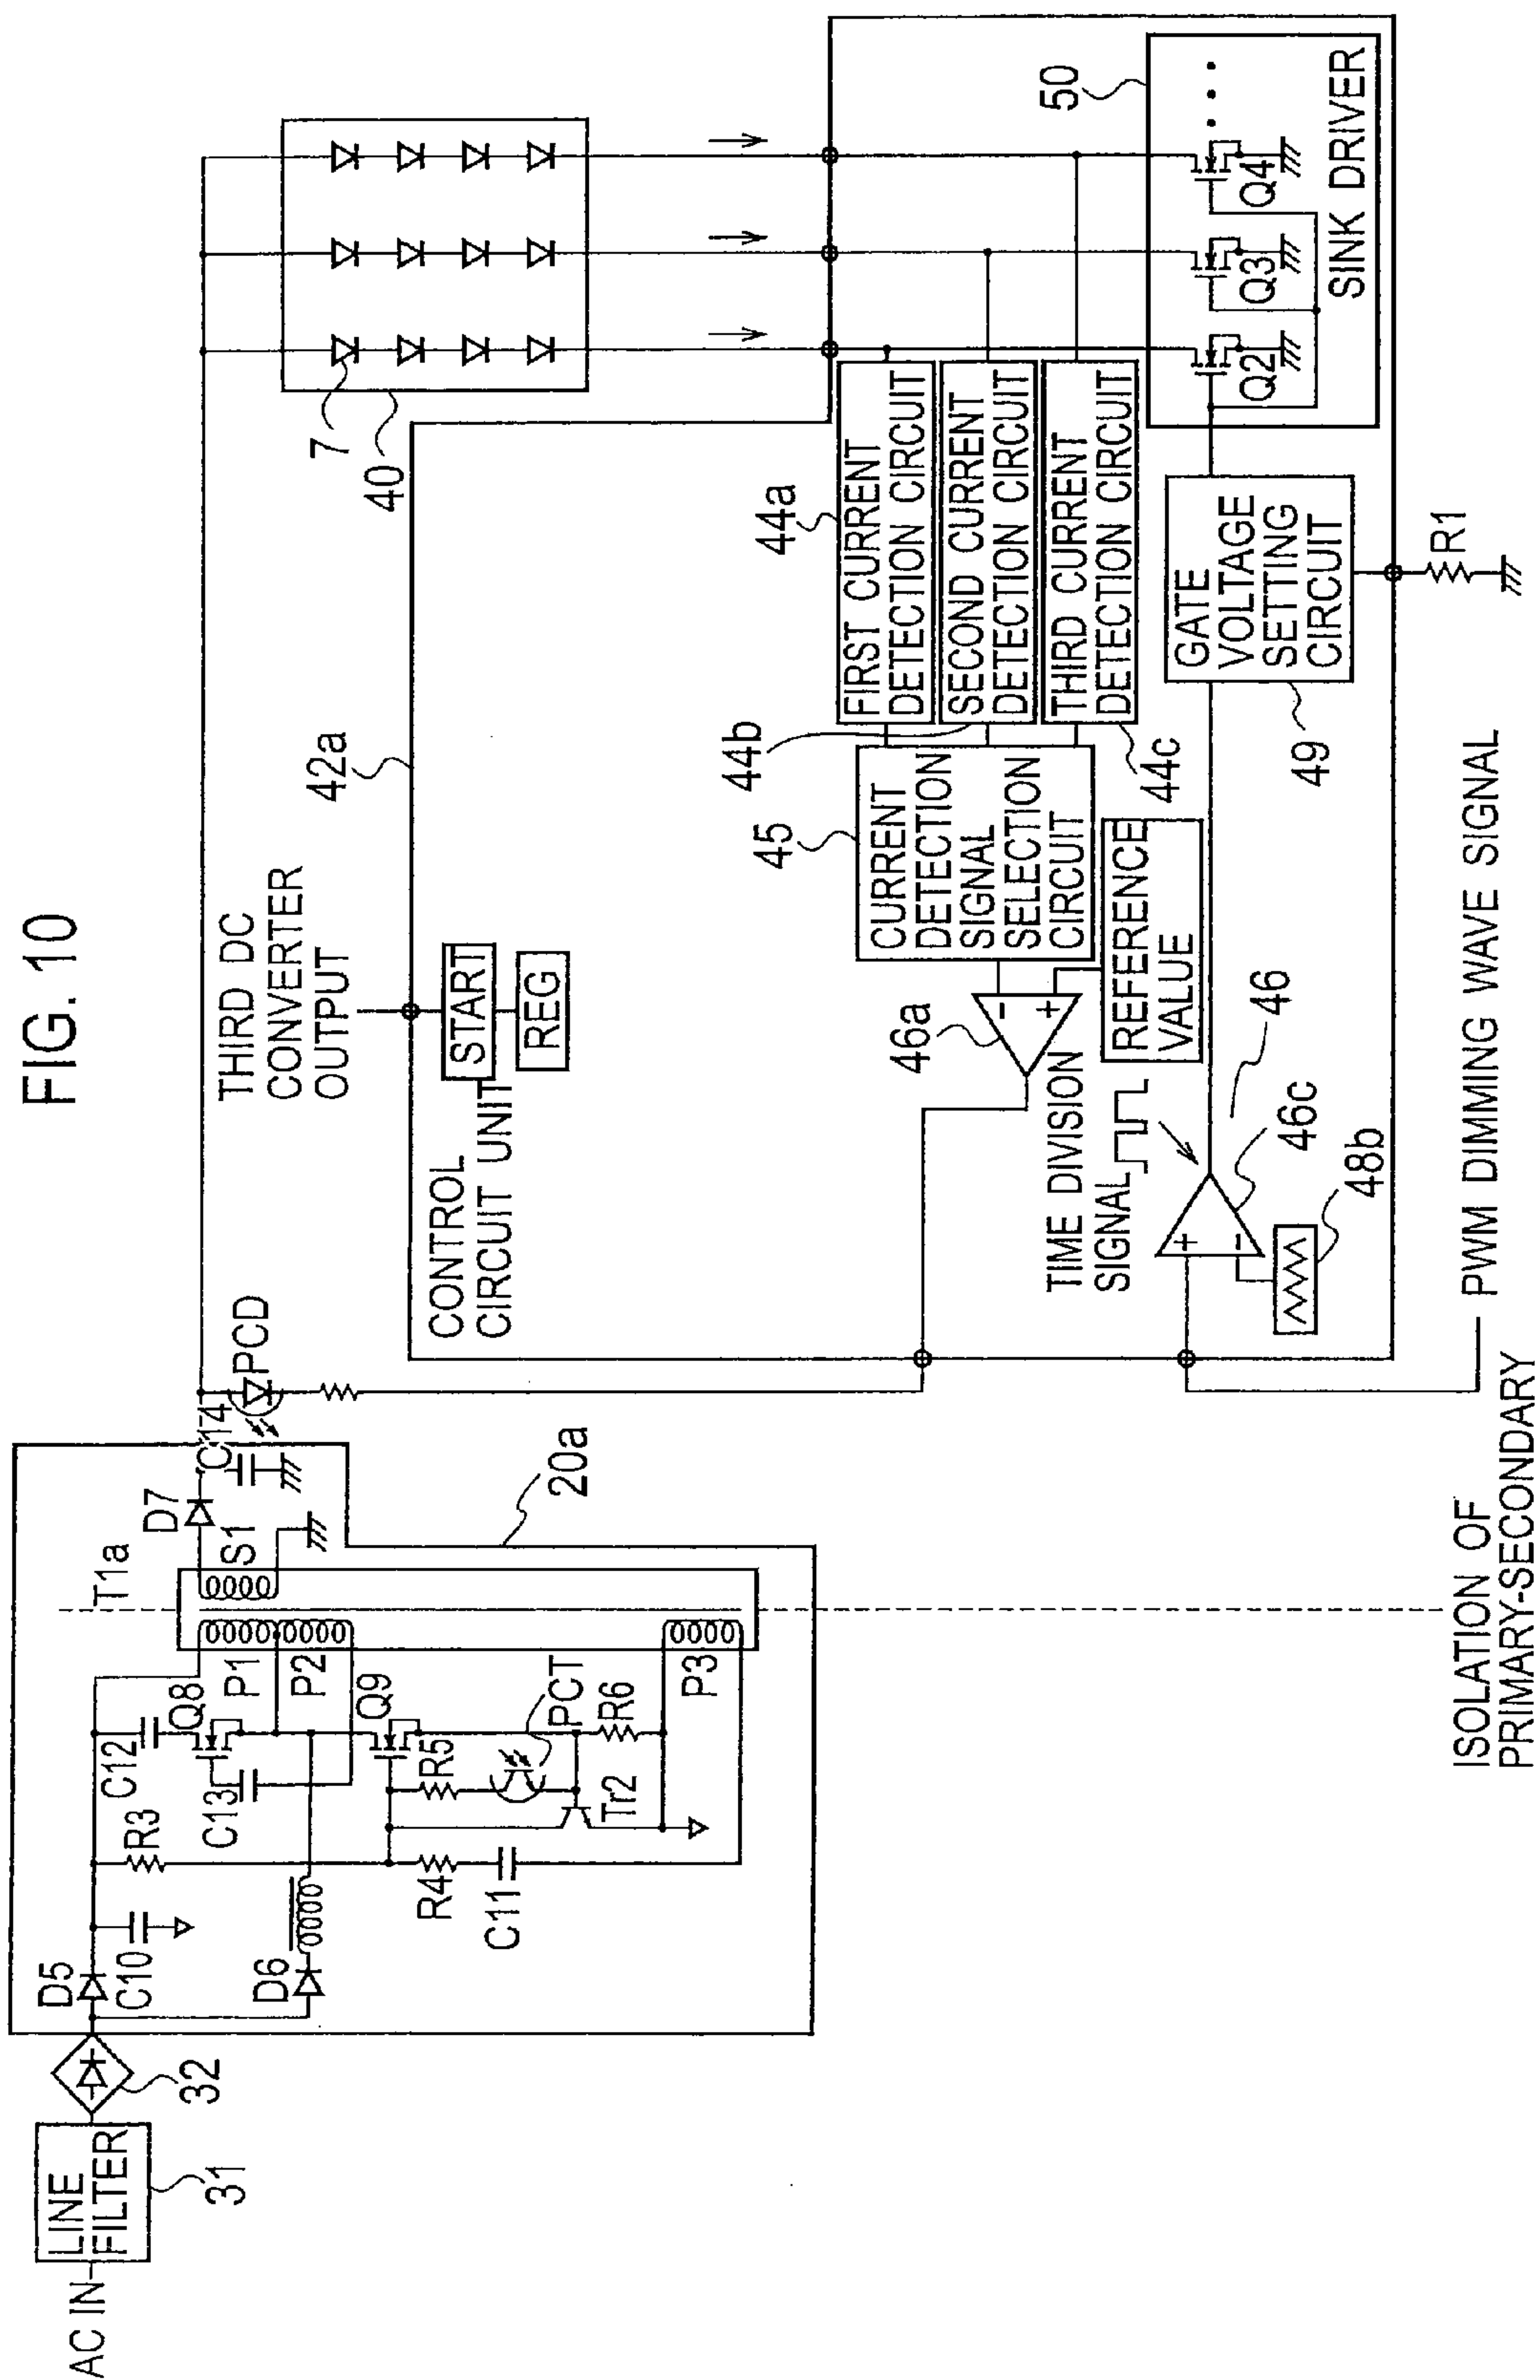 FIG. 10
AC IN
LINE
FILTER
31
32
D5
C10
D6
R3
C12
Q8
C13
P1
P2
Q9
R4
C11
R5
PCT
Tr2
R6
P3
T1a
S1
D7
C14
20a
PCD
ISOLATION OF
PRIMARY-SECONDARY
THIRD DC
CONVERTER
OUTPUT
42a
CONTROL
CIRCUIT UNIT
START
REG
7
40
44a
FIRST CURRENT
DETECTION CIRCUIT
44b
SECOND CURRENT
DETECTION CIRCUIT
44c
THIRD CURRENT
DETECTION CIRCUIT
45
CURRENT
DETECTION
SIGNAL
SELECTION
CIRCUIT
46a
-
+
REFERENCE
VALUE
TIME DIVISION
SIGNAL
46
46c
+
-
48b
PWM DIMMING WAVE SIGNAL
GATE
VOLTAGE
SETTING
CIRCUIT
49
R1
50
Q2
Q3
Q4
SINK DRIVER